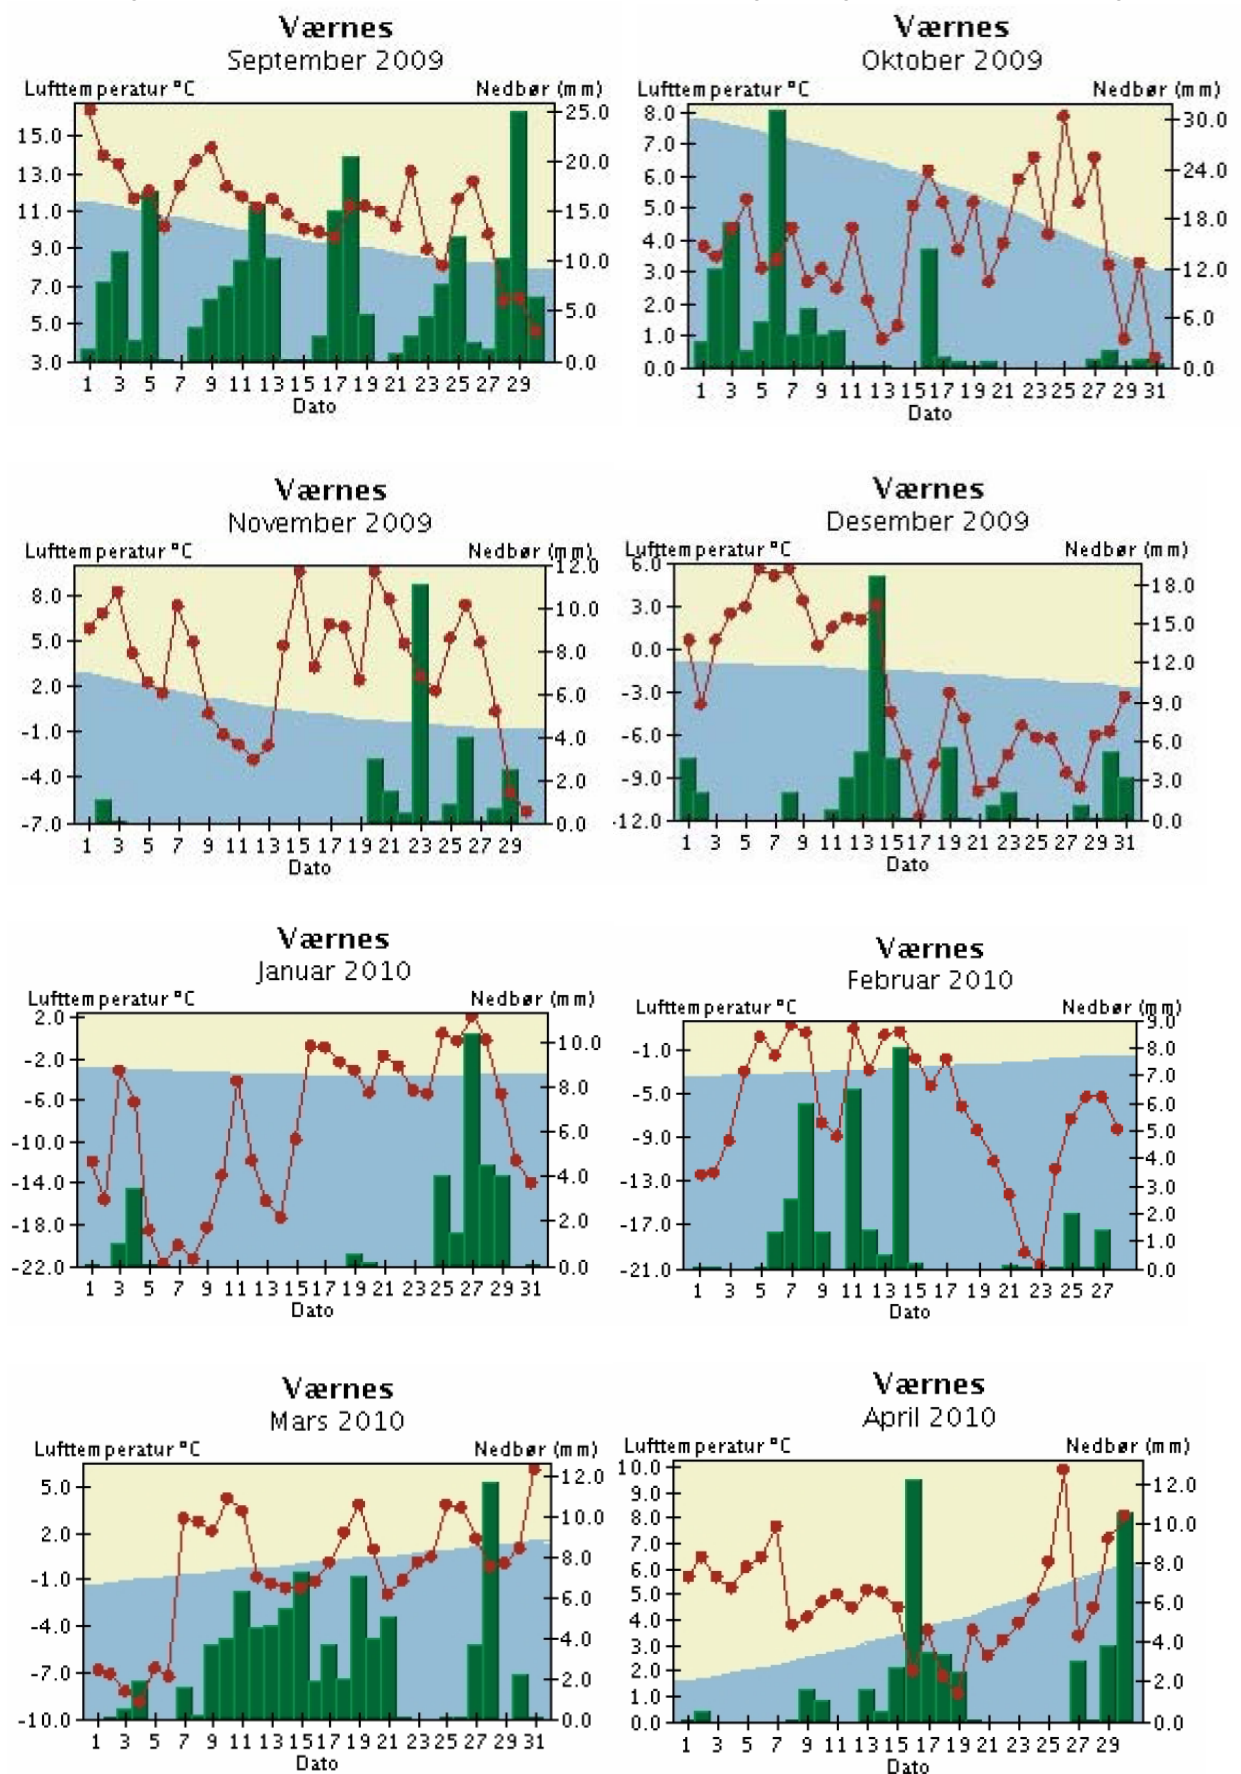 Værnes
September 2009
Lufttemperatur °C Nedbør (mm)
15.0
13.0
11.0
9.0
7.0
5.0
3.0
25.0
20.0
15.0
10.0
5.0
0.0
1 3 5 7 9 11 13 15 17 19 21 23 25 27 29
Dato
Værnes
Oktober 2009
Lufttemperatur °C Nedbør (mm)
8.0
7.0
6.0
5.0
4.0
3.0
2.0
1.0
0.0
30.0
24.0
18.0
12.0
6.0
0.0
1 3 5 7 9 11 13 15 17 19 21 23 25 27 29 31
Dato
Værnes
November 2009
Lufttemperatur °C Nedbør (mm)
8.0
5.0
2.0
-1.0
-4.0
-7.0
12.0
10.0
8.0
6.0
4.0
2.0
0.0
1 3 5 7 9 11 13 15 17 19 21 23 25 27 29
Dato
Værnes
Desember 2009
Lufttemperatur °C Nedbør (mm)
6.0
3.0
0.0
-3.0
-6.0
-9.0
-12.0
18.0
15.0
12.0
9.0
6.0
3.0
0.0
1 3 5 7 9 11 13 15 17 19 21 23 25 27 29 31
Dato
Værnes
Januar 2010
Lufttemperatur °C Nedbør (mm)
2.0
-2.0
-6.0
-10.0
-14.0
-18.0
-22.0
10.0
8.0
6.0
4.0
2.0
0.0
1 3 5 7 9 11 13 15 17 19 21 23 25 27 29 31
Dato
Værnes
Februar 2010
Lufttemperatur °C Nedbør (mm)
-1.0
-5.0
-9.0
-13.0
-17.0
-21.0
9.0
8.0
7.0
6.0
5.0
4.0
3.0
2.0
1.0
0.0
1 3 5 7 9 11 13 15 17 19 21 23 25 27
Dato
Værnes
Mars 2010
Lufttemperatur °C Nedbør (mm)
5.0
2.0
-1.0
-4.0
-7.0
-10.0
12.0
10.0
8.0
6.0
4.0
2.0
0.0
1 3 5 7 9 11 13 15 17 19 21 23 25 27 29 31
Dato
Værnes
April 2010
Lufttemperatur °C Nedbør (mm)
10.0
9.0
8.0
7.0
6.0
5.0
4.0
3.0
2.0
1.0
0.0
12.0
10.0
8.0
6.0
4.0
2.0
0.0
1 3 5 7 9 11 13 15 17 19 21 23 25 27 29
Dato